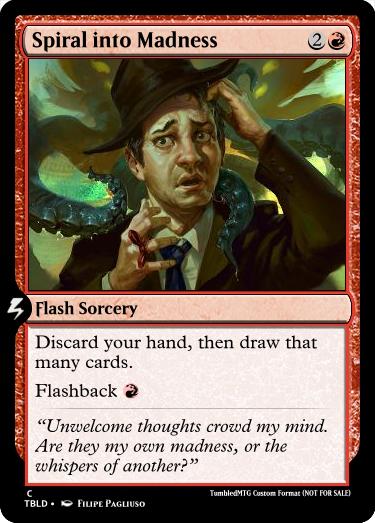 Spiral into Madness 2
Flash Sorcery
Discard your hand, then draw that
many cards.
Flashback
“Unwelcome thoughts crowd my mind.
Are they my own madness, or the
whispers of another?”
C
TBLD • Filipe Pagliuso
TumbledMTG Custom Format (NOT FOR SALE)